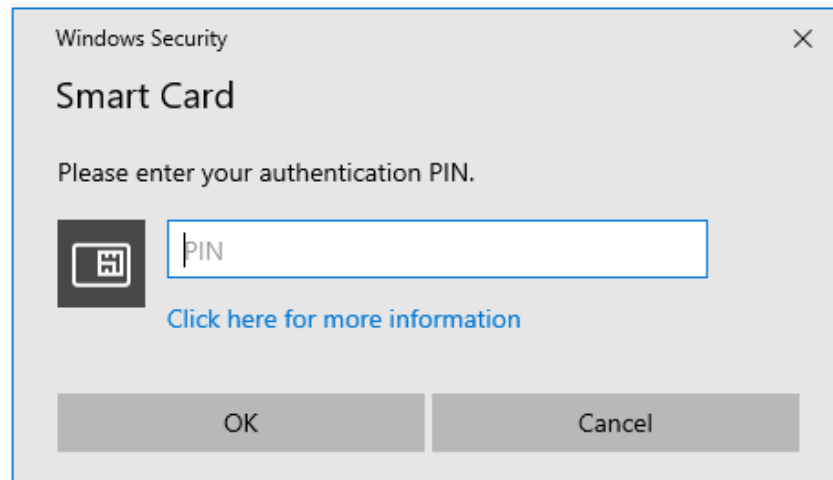 Windows Security
Smart Card
Please enter your authentication PIN.
PIN
Click here for more information
OK Cancel